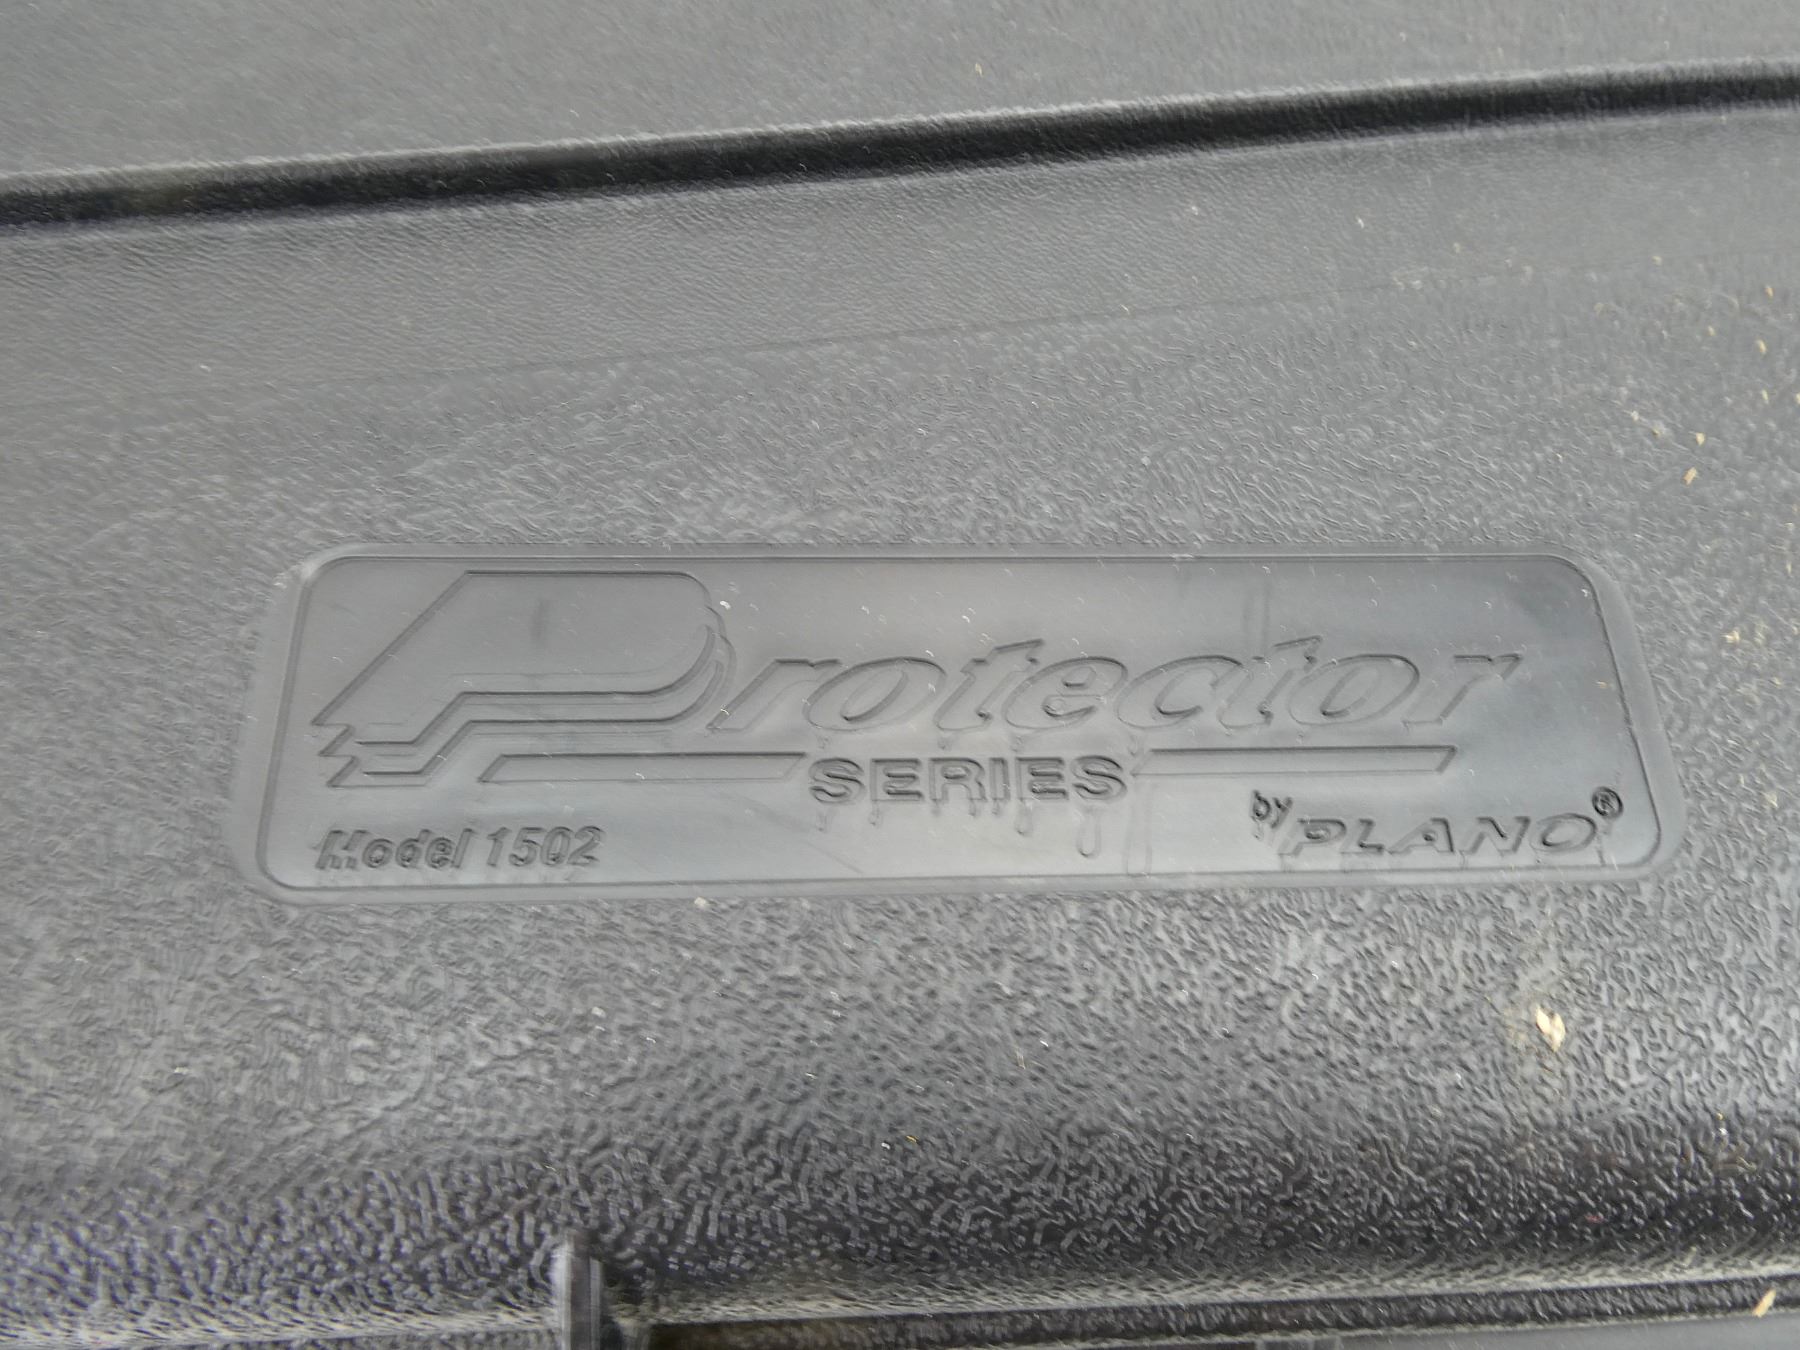 Protector
SERIES
by PLANO®
Model 1502